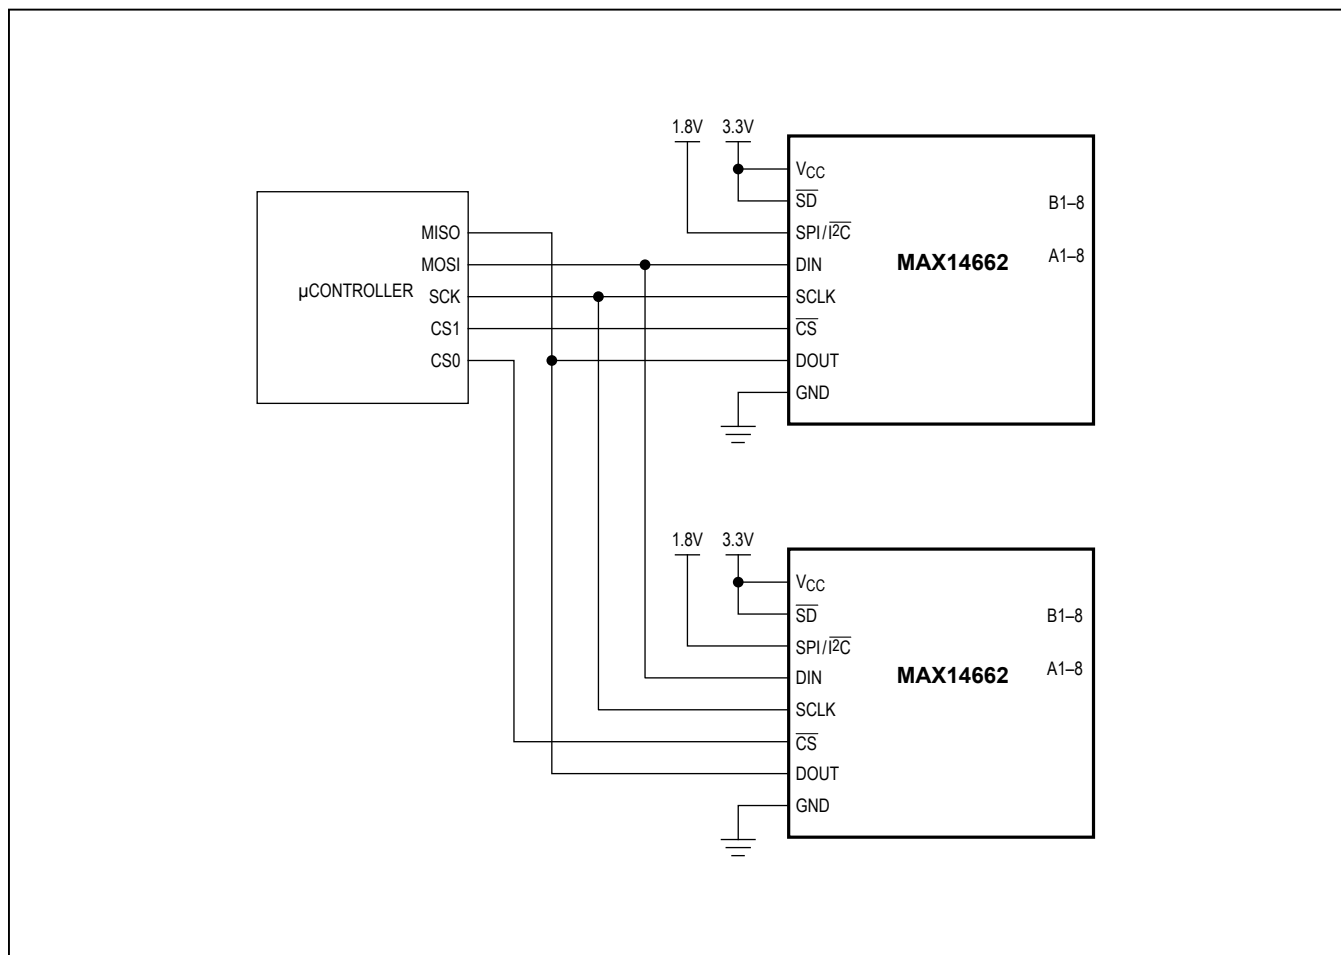 µCONTROLLER
MISO
MOSI
SCK
CS1
CS0
1.8V 3.3V
VCC
SD
SPI/I2C
DIN
SCLK
CS
DOUT
GND
MAX14662
B1–8
A1–8
1.8V 3.3V
VCC
SD
SPI/I2C
DIN
SCLK
CS
DOUT
GND
MAX14662
B1–8
A1–8